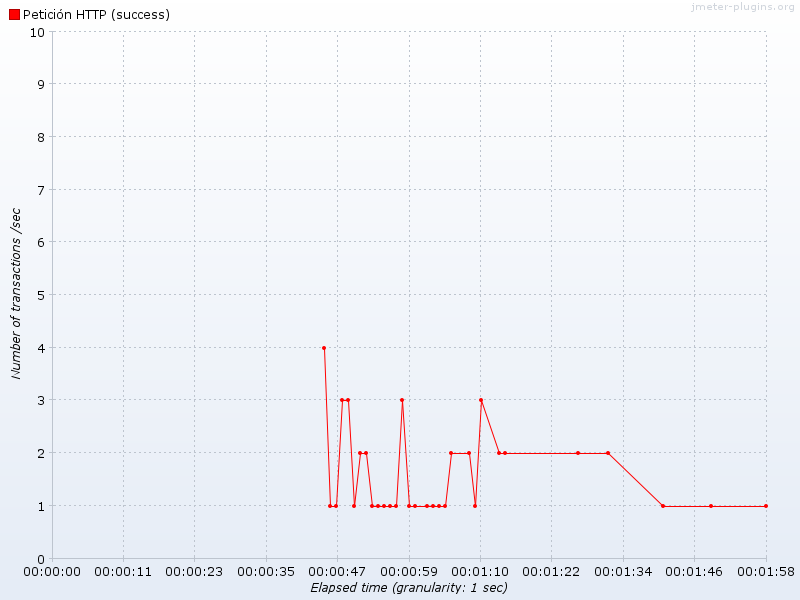 jmeter-plugins.org
Petición HTTP (success)
10
9
8
7
6
5
4
3
2
1
0
Number of transactions /sec
00:00:00 00:00:11 00:00:23 00:00:35 00:00:47 00:00:59 00:01:10 00:01:22 00:01:34 00:01:46 00:01:58
Elapsed time (granularity: 1 sec)